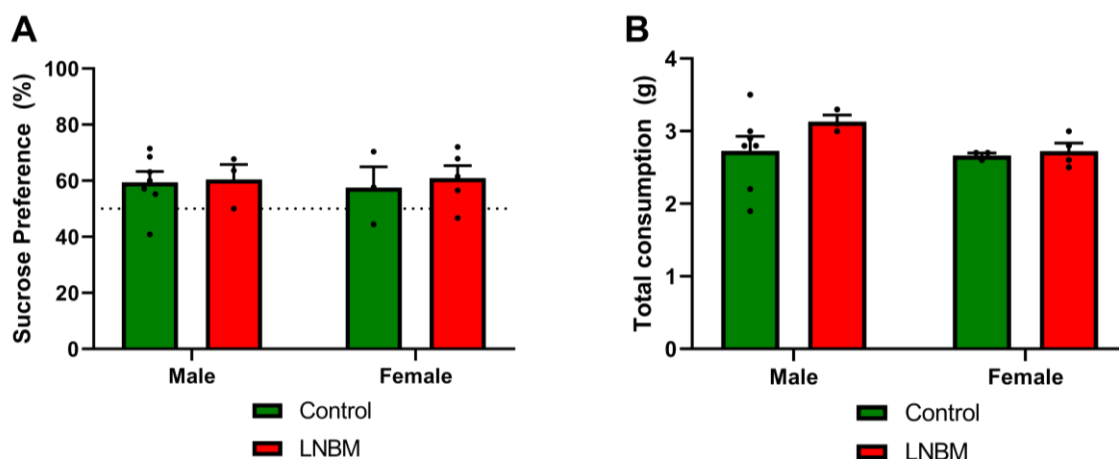 A
Sucrose Preference (%)
100
80
60
40
20
0
Male
Female
Control
LNBM
B
Total consumption (g)
4
3
2
1
0
Male
Female
Control
LNBM